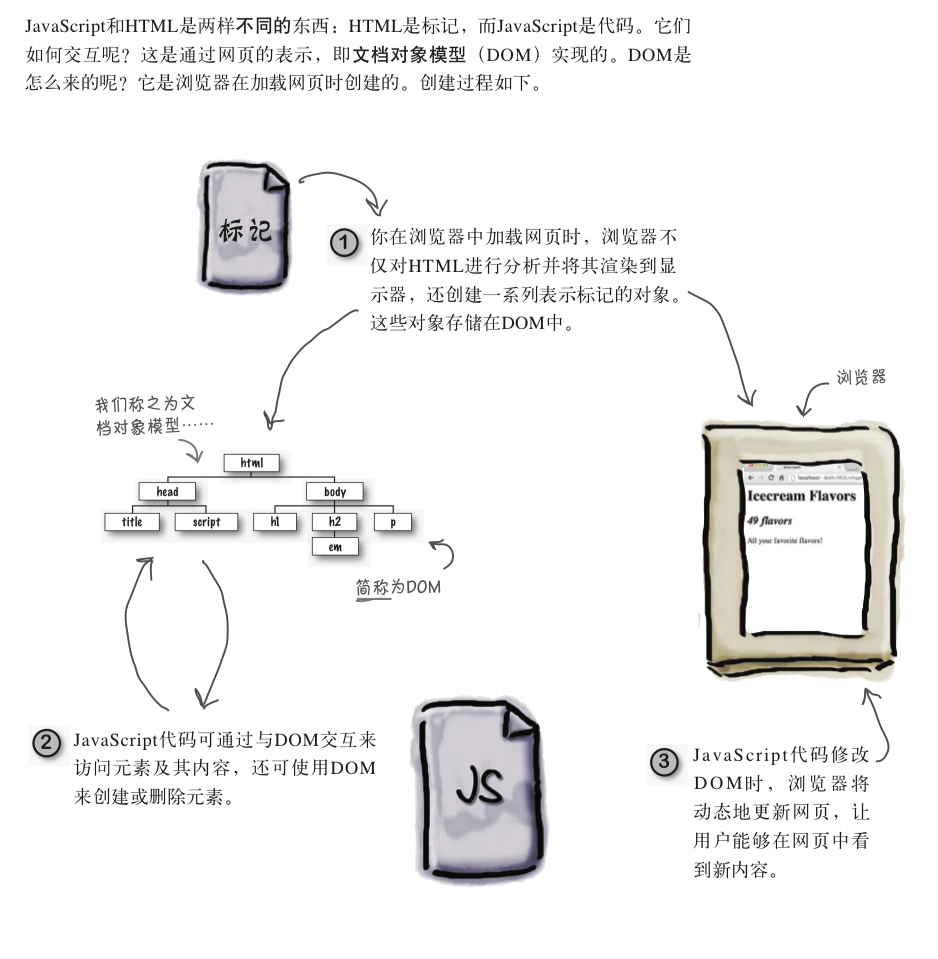 JavaScript和HTML是两样不同的东西：HTML是标记，而JavaScript是代码。它们
如何交互呢？这是通过网页的表示，即文档对象模型（DOM）实现的。DOM是
怎么来的呢？它是浏览器在加载网页时创建的。创建过程如下。
标记
1
你在浏览器中加载网页时，浏览器不
仅对HTML进行分析并将其渲染到显
示器，还创建一系列表示标记的对象。
这些对象存储在DOM中。
浏览器
我们称之为文
档对象模型……
html
head
body
title
script
h1
h2
p
em
简称为DOM
Icecream Flavors
49 flavors
All your favorite flavors!
2
JavaScript代码可通过与DOM交互来
访问元素及其内容，还可使用DOM
来创建或删除元素。
JS
3
JavaScript代码修改
DOM时，浏览器将
动态地更新网页，让
用户能够在网页中看
到新内容。